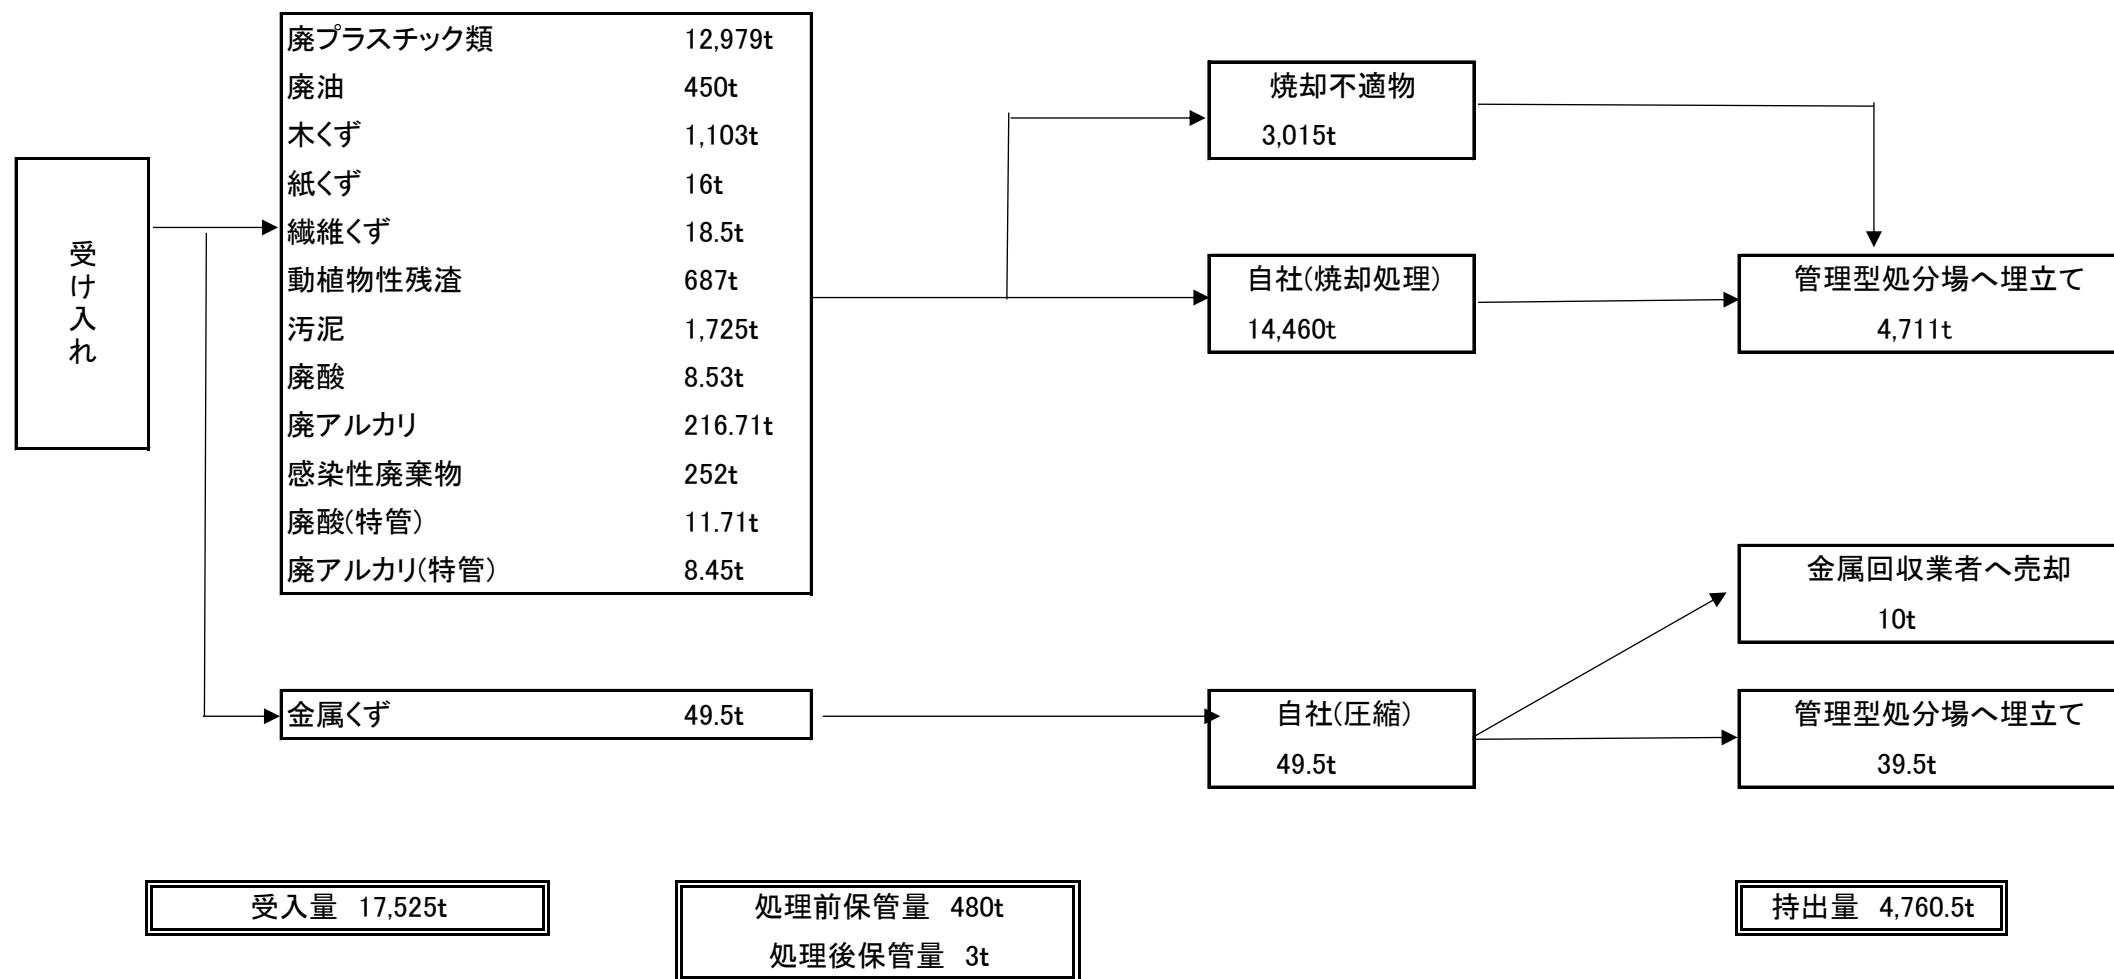 受け入れ
廃プラスチック類 12,979t
廃油 450t
木くず 1,103t
紙くず 16t
繊維くず 18.5t
動植物性残渣 687t
汚泥 1,725t
廃酸 8.53t
廃アルカリ 216.71t
感染性廃棄物 252t
廃酸(特管) 11.71t
廃アルカリ(特管) 8.45t
金属くず 49.5t
焼却不適物
3,015t
自社(焼却処理)
14,460t
管理型処分場へ埋立て
4,711t
自社(圧縮)
49.5t
金属回収業者へ売却
10t
管理型処分場へ埋立て
39.5t
受入量 17,525t
処理前保管量 480t
処理後保管量 3t
持出量 4,760.5t